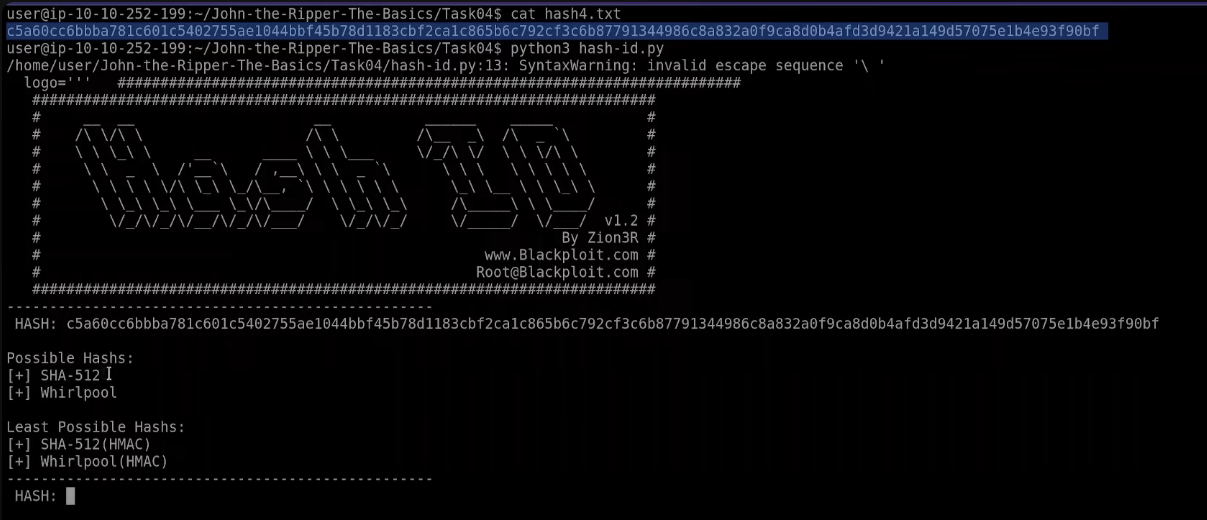 user@ip-10-10-252-199:~/John-the-Ripper-The-Basics/Task04$ cat hash4.txt
c5a60cc6bbba781c601c5402755ae1044bbf45b78d1183cbf2ca1c865b6c792cf3c6b87791344986c8a832a0f9ca8d0b4afd3d9421a149d57075e1b4e93f90bf
user@ip-10-10-252-199:~/John-the-Ripper-The-Basics/Task04$ python3 hash-id.py
/home/user/John-the-Ripper-The-Basics/Task04/hash-id.py:13: SyntaxWarning: invalid escape sequence '\ '
logo='''   #########################################################################
#########################################################################
Hash ID
v1.2 #
# By Zion3R #
# www.Blackploit.com #
# Root@Blackploit.com #
#########################################################################
--------------------------------------------------
HASH: c5a60cc6bbba781c601c5402755ae1044bbf45b78d1183cbf2ca1c865b6c792cf3c6b87791344986c8a832a0f9ca8d0b4afd3d9421a149d57075e1b4e93f90bf
Possible Hashs:
[+] SHA-512
[+] Whirlpool
Least Possible Hashs:
[+] SHA-512(HMAC)
[+] Whirlpool(HMAC)
--------------------------------------------------
HASH: